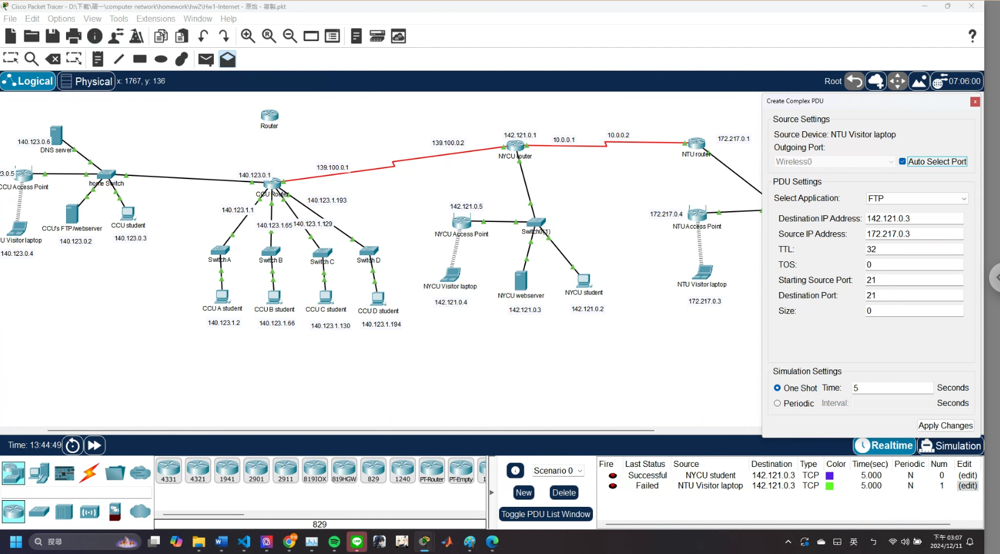 Cisco Packet Tracer - D:\下載\碩一\computer network\homework\hw2\Hw1-Internet - 原始 - 複製.pkt
File Edit Options View Tools Extensions Window Help
Logical Physical x: 1767, y: 136 Root 07:06:00
Router
140.123.0.6
DNS server
23.0.5
CCU Access Point
home Switch
CCU's FTP/webserver
140.123.0.2
CCU student
140.123.0.3
U Visitor laptop
140.123.0.4
140.123.0.1
CCU Router
139.100.0.1
139.100.0.2
140.123.1.193
140.123.1.1
140.123.1.65
140.123.1.129
Switch A
Switch B
Switch C
Switch D
CCU A student
CCU B student
CCU C student
CCU D student
140.123.1.2
140.123.1.66
140.123.1.130
140.123.1.194
142.121.0.1
NYCU router
10.0.0.1
10.0.0.2
NTU router
172.217.0.1
142.121.0.5
NYCU Access Point
Switch0(1)
NYCU Visitor laptop
142.121.0.4
NYCU webserver
142.121.0.3
NYCU student
142.121.0.2
172.217.0.4
NTU Access Point
NTU Visitor laptop
172.217.0.3
Create Complex PDU
Source Settings
Source Device: NTU Visitor laptop
Outgoing Port:
Wireless0 Auto Select Port
PDU Settings
Select Application: FTP
Destination IP Address: 142.121.0.3
Source IP Address: 172.217.0.3
TTL: 32
TOS: 0
Starting Source Port: 21
Destination Port: 21
Size: 0
Simulation Settings
One Shot Time: 5 Seconds
Periodic Interval: Seconds
Apply Changes
Time: 13:44:49
Realtime Simulation
4331 4321 1941 2901 2911 819IOX 819HGW 829 1240 PT-Router PT-Empty 1
829
Scenario 0
New Delete
Toggle PDU List Window
Fire Last Status Source Destination Type Color Time(sec) Periodic Num Edit
Successful NYCU student 142.121.0.3 TCP 5.000 N 0 (edit)
Failed NTU Visitor laptop 142.121.0.3 TCP 5.000 N 1 (edit)
搜尋
英
ㄅ
下午 03:07
2024/12/11